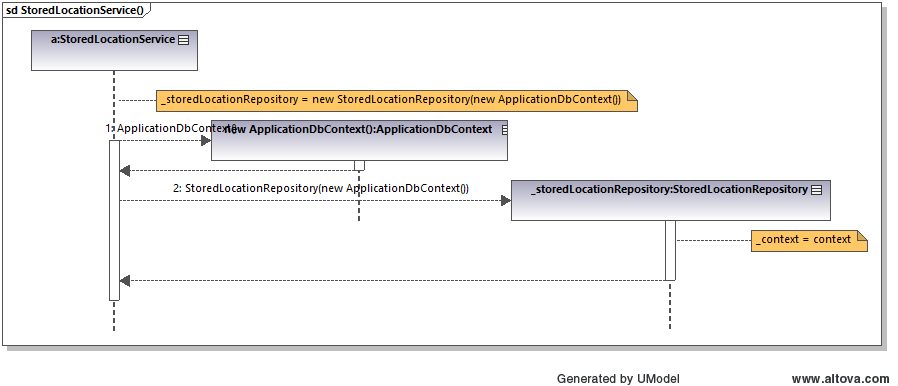 sd StoredLocationService()
a:StoredLocationService
_storedLocationRepository = new StoredLocationRepository(new ApplicationDbContext())
1: ApplicationDbContext()
new ApplicationDbContext():ApplicationDbContext
2: StoredLocationRepository(new ApplicationDbContext())
_storedLocationRepository:StoredLocationRepository
_context = context
Generated by UModel
www.altova.com